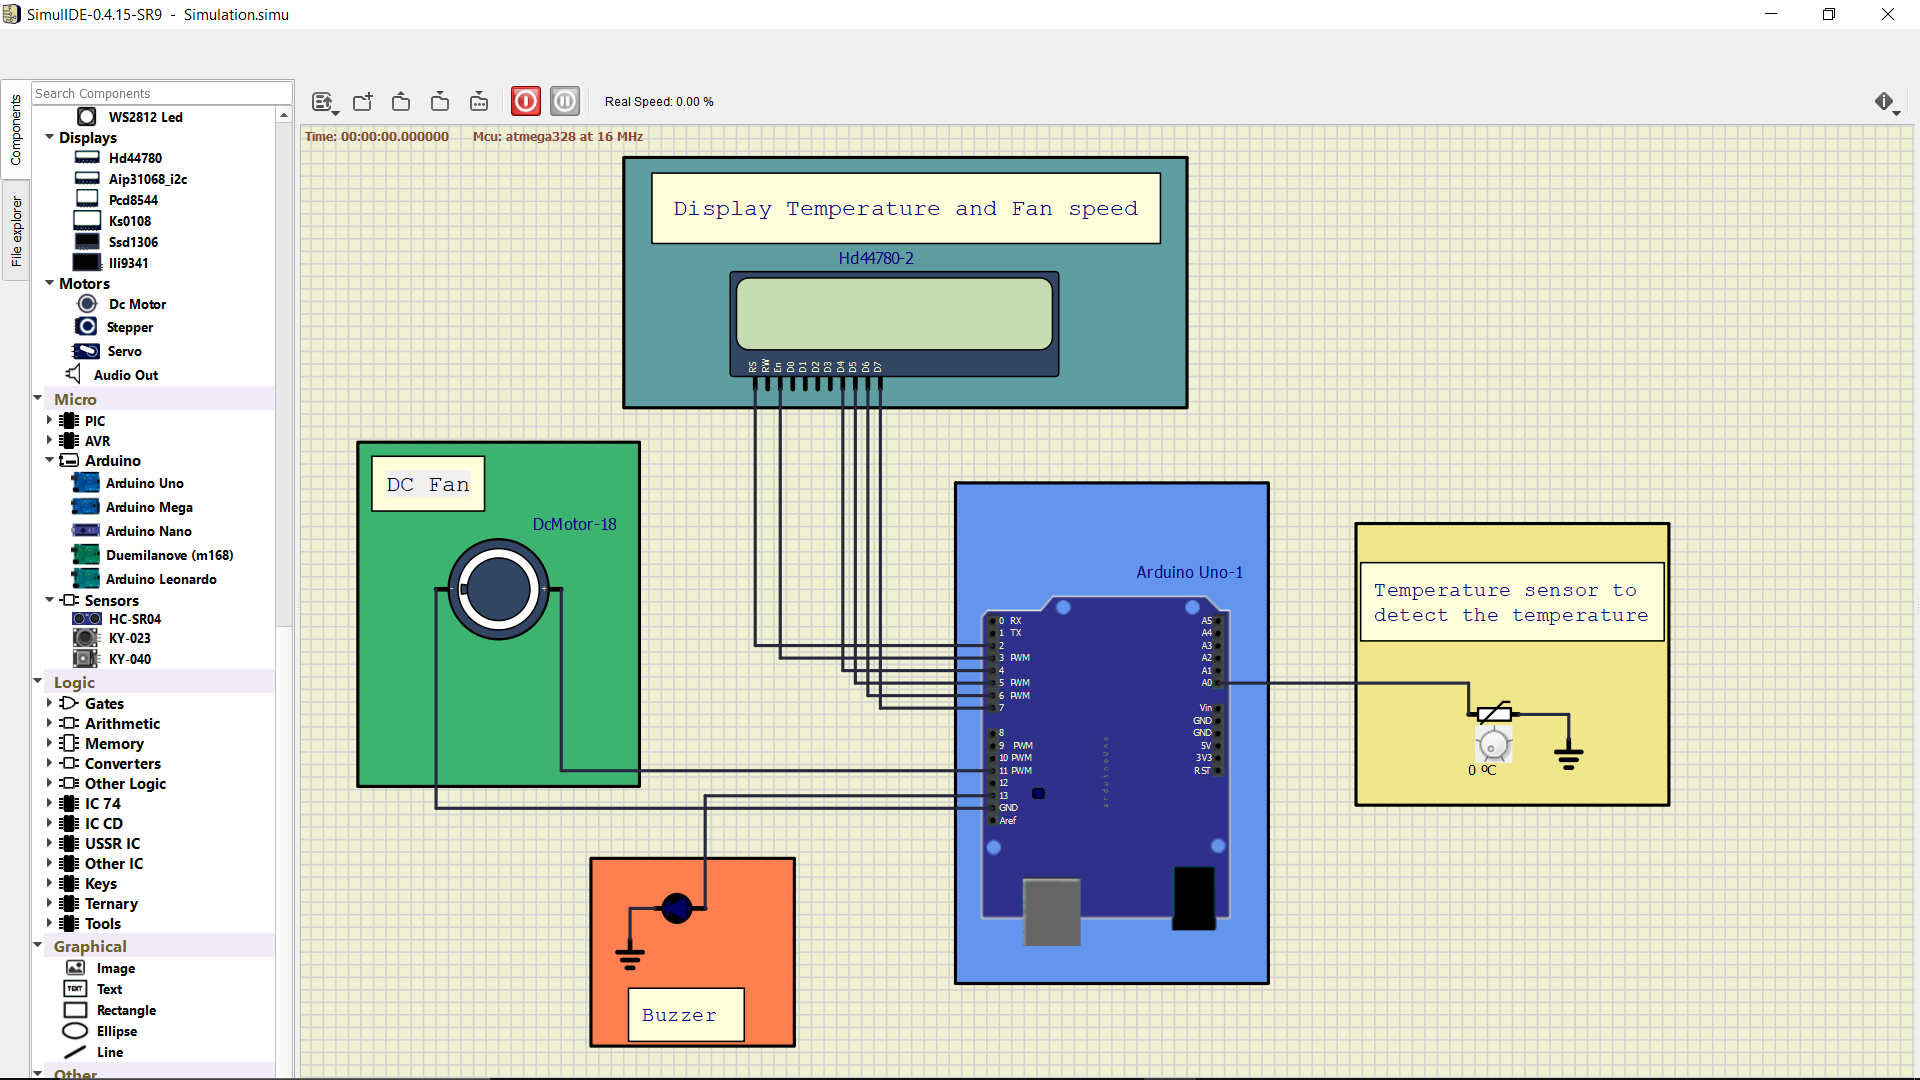 SimulIDE-0.4.15-SR9 - Simulation.simu
Components
File explorer
Search Components
WS2812 Led
Displays
Hd44780
Aip31068_i2c
Pcd8544
Ks0108
Ssd1306
Ili9341
Motors
Dc Motor
Stepper
Servo
Audio Out
Micro
PIC
AVR
Arduino
Arduino Uno
Arduino Mega
Arduino Nano
Duemilanove (m168)
Arduino Leonardo
Sensors
HC-SR04
KY-023
KY-040
Logic
Gates
Arithmetic
Memory
Converters
Other Logic
IC 74
IC CD
USSR IC
Other IC
Keys
Ternary
Tools
Graphical
Image
TEXT Text
Rectangle
Ellipse
Line
Other
Real Speed: 0.00 %
Time: 00:00:00.000000 Mcu: atmega328 at 16 MHz
Display Temperature and Fan speed
Hd44780-2
RS RW En D0 D1 D2 D3 D4 D5 D6 D7
DC Fan
DcMotor-18
- +
Arduino Uno-1
0 RX
1 TX
2
3 PWM
4
5 PWM
6 PWM
7
8
9 PWM
10 PWM
11 PWM
12
13
GND
Aref
A5
A4
A3
A2
A1
A0
Vin
GND
GND
5V
3V3
RST
arduinoUno
Temperature sensor to
detect the temperature
0 ºC
Buzzer